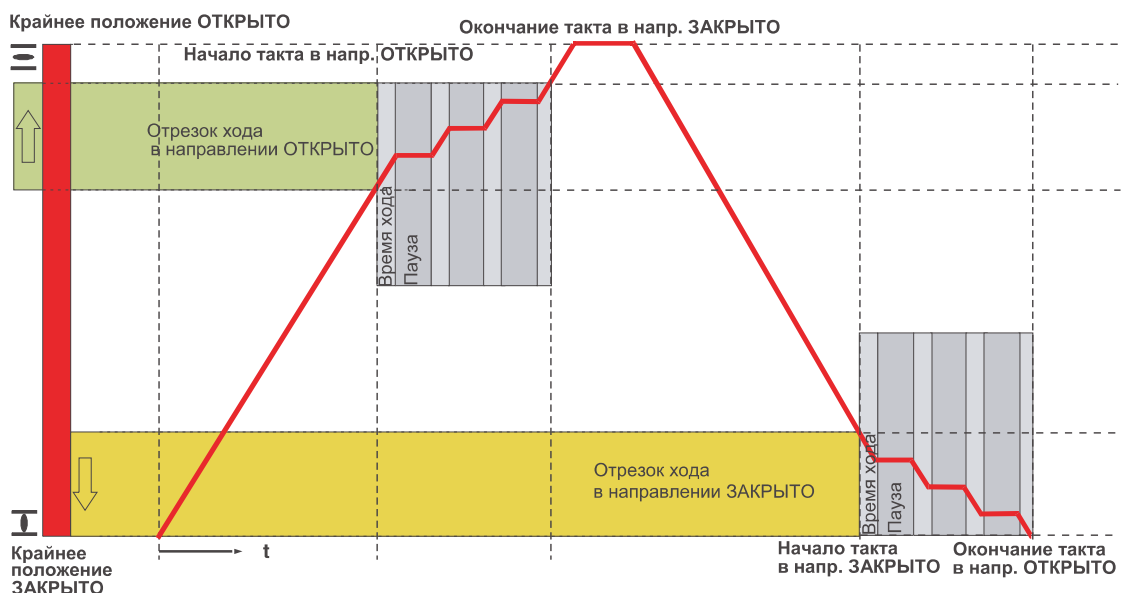 Крайнее положение ОТКРЫТО
Окончание такта в напр. ЗАКРЫТО
Начало такта в напр. ОТКРЫТО
Отрезок хода
в направлении ОТКРЫТО
Время хода
Пауза
Отрезок хода
в направлении ЗАКРЫТО
Время хода
Пауза
t
Крайнее
положение
ЗАКРЫТО
Начало такта
в напр. ЗАКРЫТО
Окончание такта
в напр. ОТКРЫТО